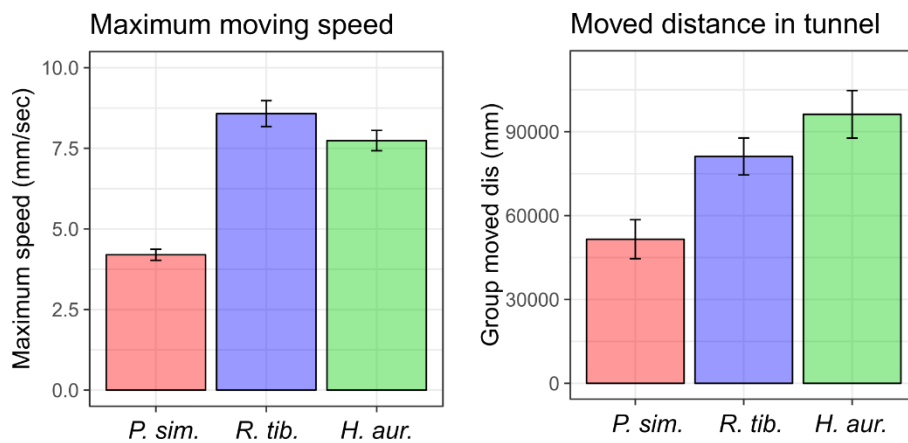 Maximum moving speed
Maximum speed (mm/sec)
10.0
7.5
5.0
2.5
0.0
P. sim. R. tib. H. aur.
Moved distance in tunnel
Group moved dis (mm)
90000
60000
30000
0
P. sim. R. tib. H. aur.